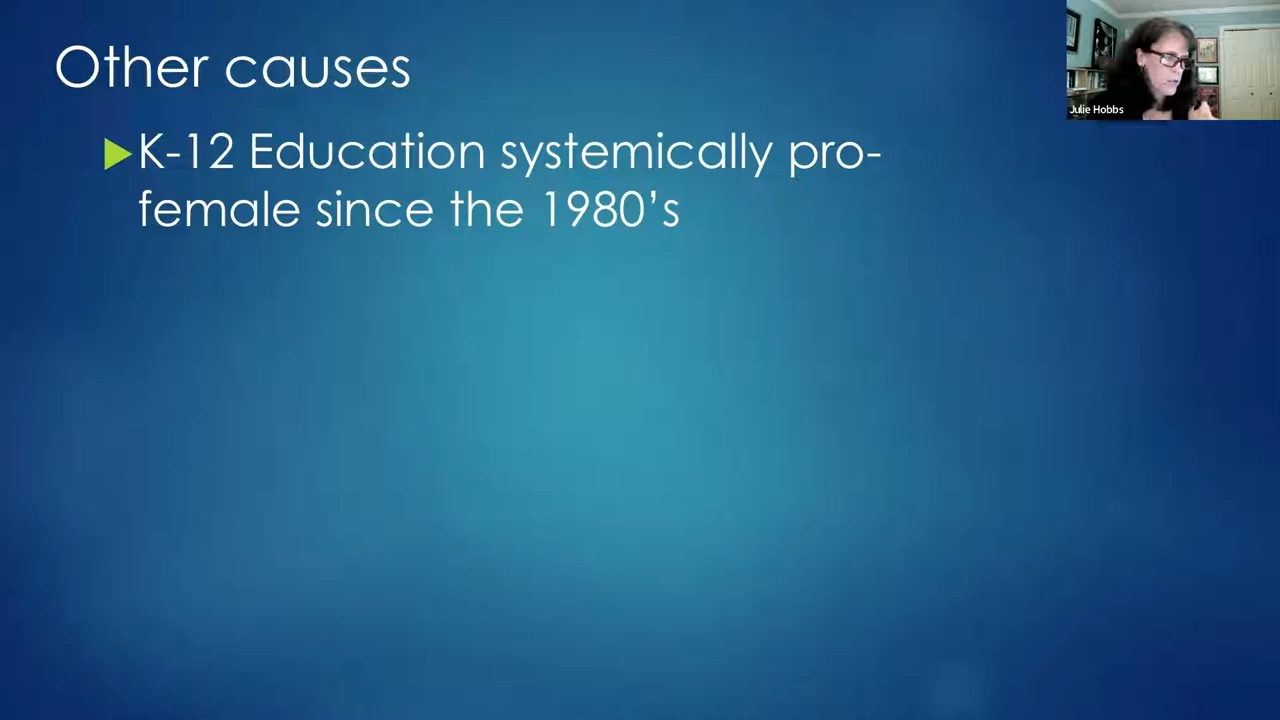 Other causes
K-12 Education systemically pro-
female since the 1980’s
Julie Hobbs